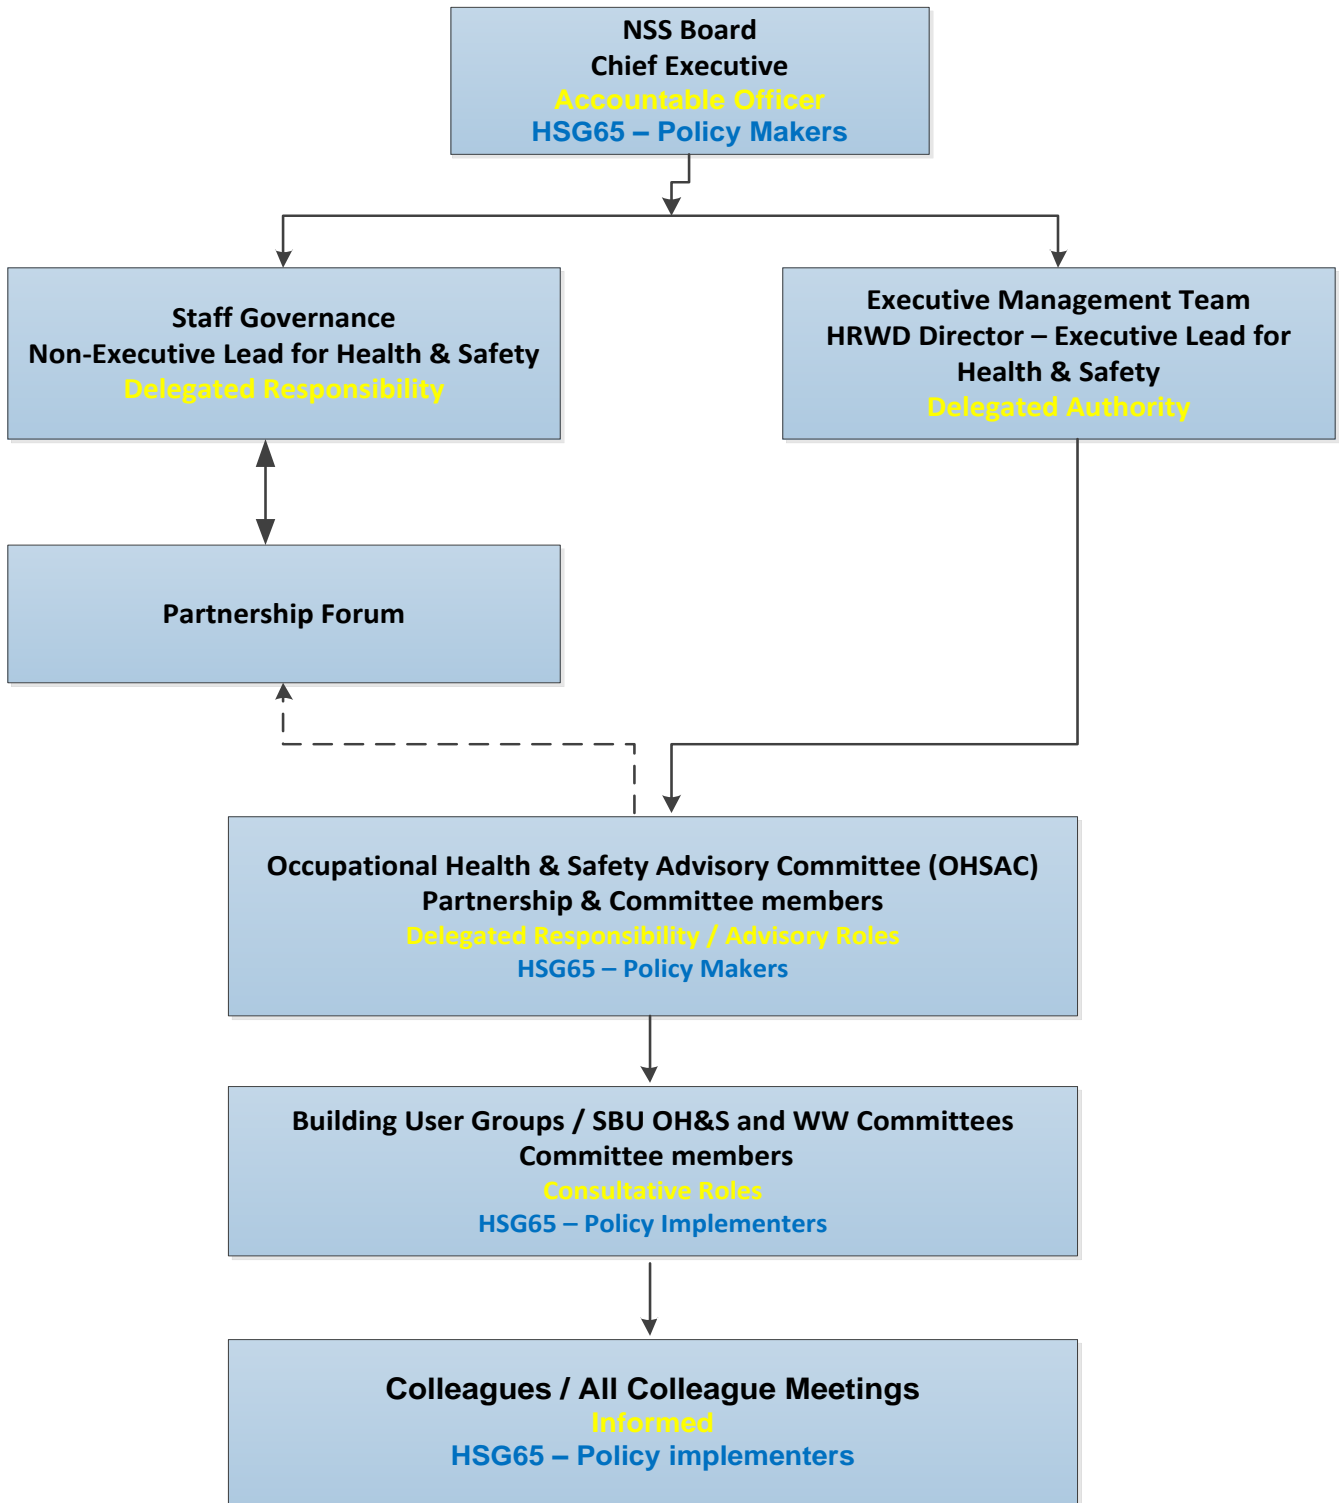 NSS Board
Chief Executive
Accountable Officer
HSG65 – Policy Makers
Staff Governance
Non-Executive Lead for Health & Safety
Delegated Responsibility
Executive Management Team
HRWD Director – Executive Lead for
Health & Safety
Delegated Authority
Partnership Forum
Occupational Health & Safety Advisory Committee (OHSAC)
Partnership & Committee members
Delegated Responsibility / Advisory Roles
HSG65 – Policy Makers
Building User Groups / SBU OH&S and WW Committees
Committee members
Consultative Roles
HSG65 – Policy Implementers
Colleagues / All Colleague Meetings
Informed
HSG65 – Policy implementers